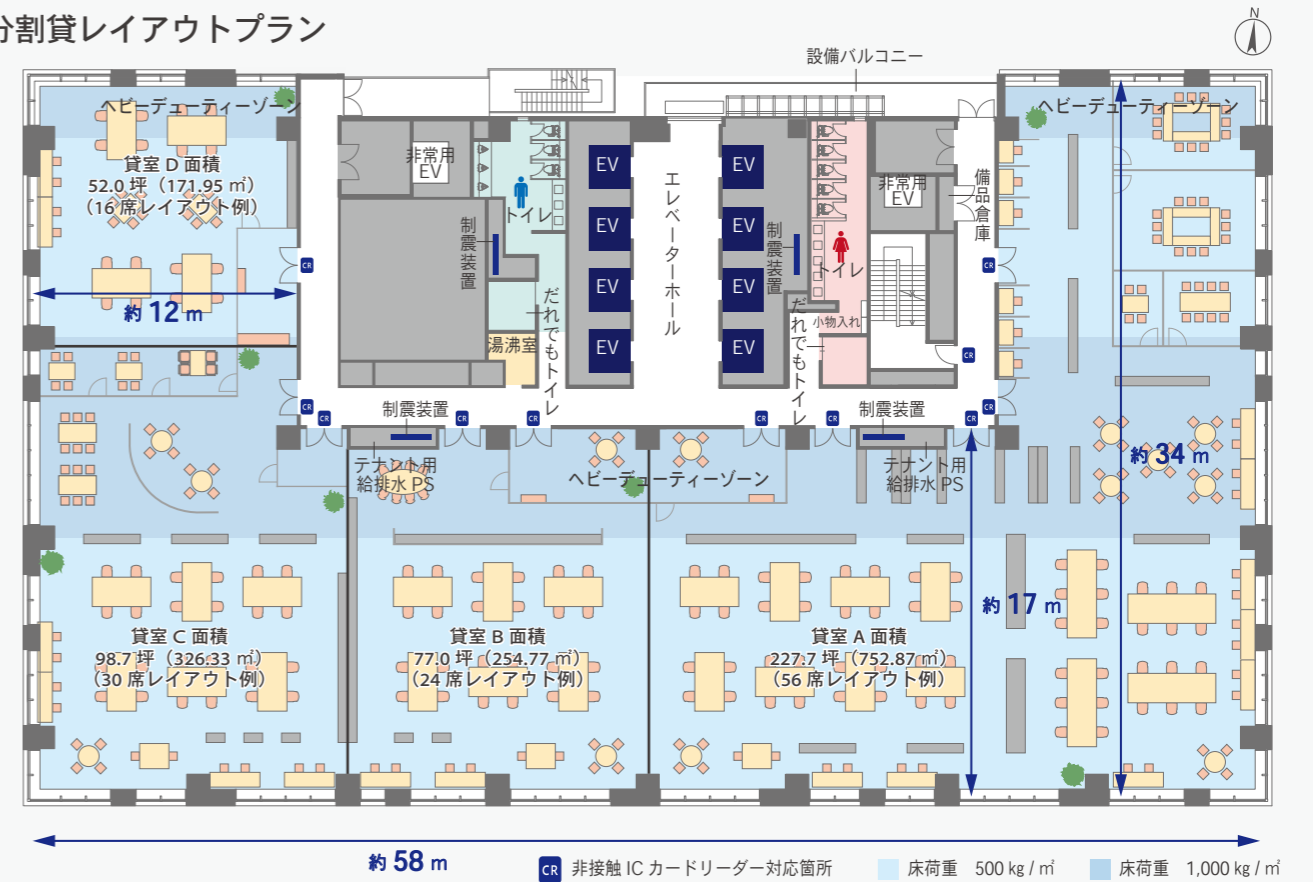 分割貸レイアウトプラン
N
設備バルコニー
ヘビーデューティーゾーン
ヘビーデューティーゾーン
貸室 D 面積
52.0 坪（171.95 ㎡）
（16 席レイアウト例）
約 12 m
非常用
EV
トイレ
制震装置
湯沸室
だれでもトイレ
EV
EV
EV
EV
エレベーターホール
EV
EV
EV
EV
制震装置
トイレ
だれでもトイレ
小物入れ
非常用
EV
備品倉庫
CR
CR
CR
CR
CR
CR
CR
CR
CR
CR
CR
制震装置
制震装置
テナント用
給排水 PS
ヘビーデューティーゾーン
テナント用
給排水 PS
約 34 m
約 17 m
貸室 C 面積
98.7 坪（326.33 ㎡）
（30 席レイアウト例）
貸室 B 面積
77.0 坪（254.77 ㎡）
（24 席レイアウト例）
貸室 A 面積
227.7 坪（752.87 ㎡）
（56 席レイアウト例）
約 58 m
CR 非接触 IC カードリーダー対応箇所
床荷重 500 kg / ㎡
床荷重 1,000 kg / ㎡